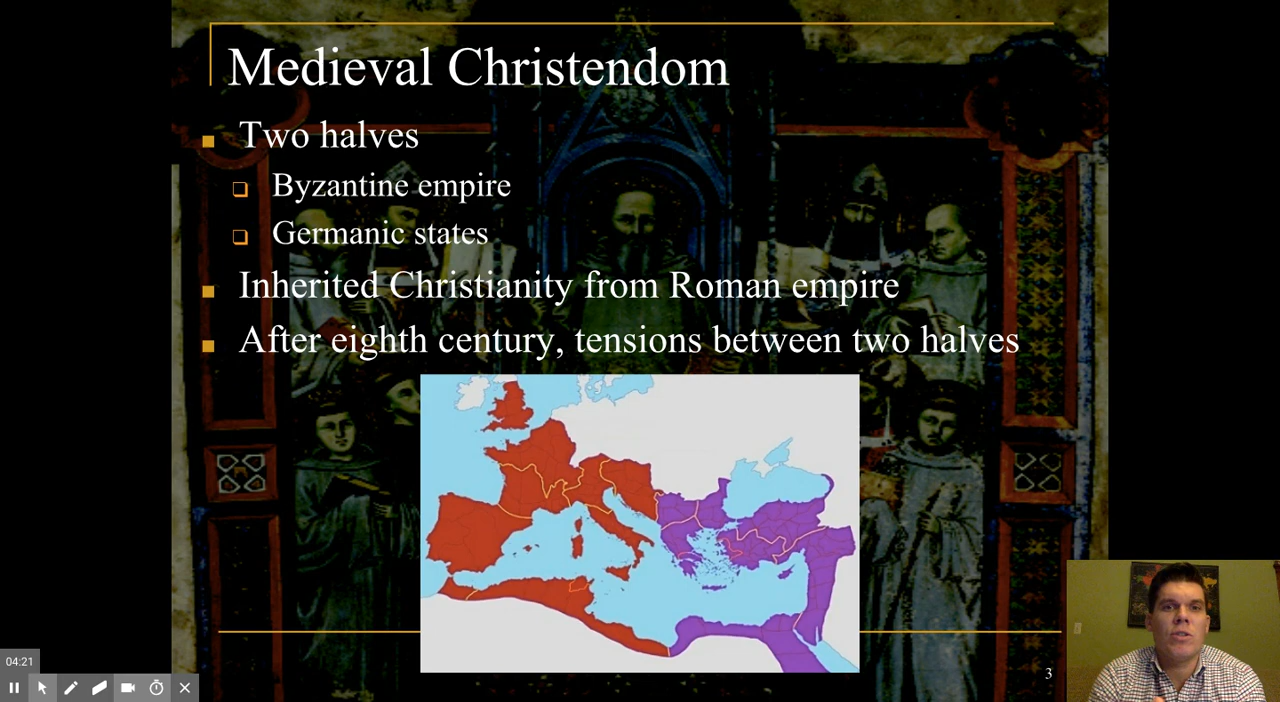 Medieval Christendom
Two halves
Byzantine empire
Germanic states
Inherited Christianity from Roman empire
After eighth century, tensions between two halves
3
04:21